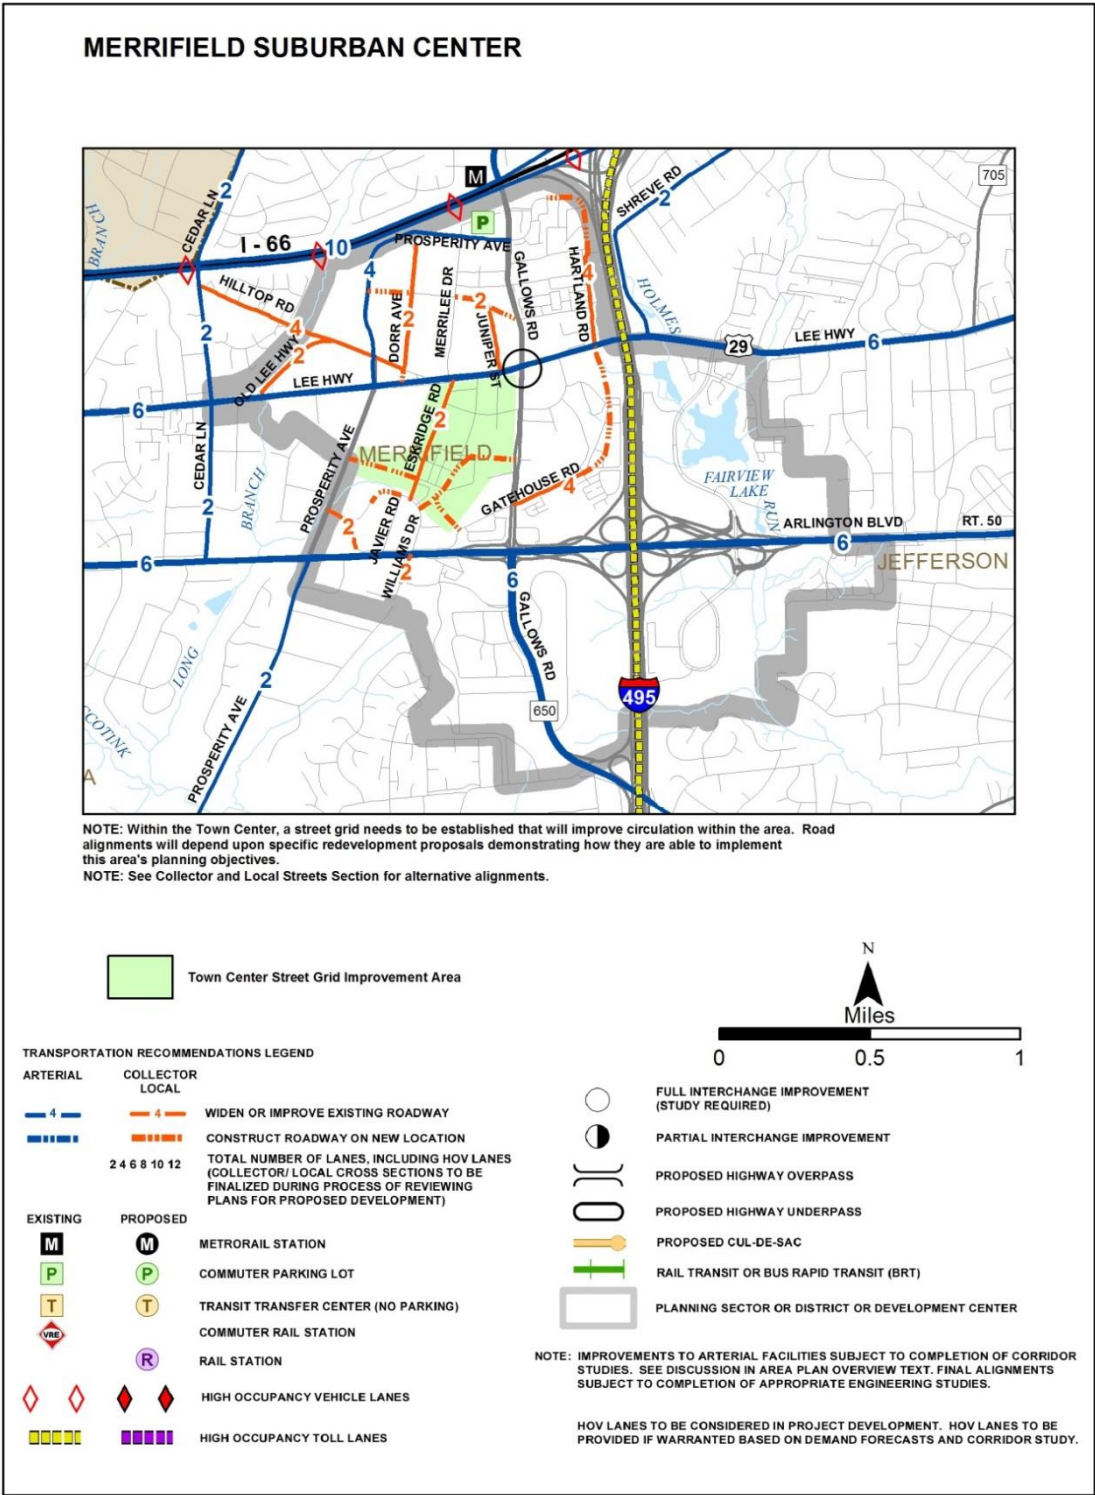 MERRIFIELD SUBURBAN CENTER
M
P
705
SHREVE RD
2
CEDAR LN
2
BRANCH
I - 66
10
PROSPERITY AVE
4
HILLTOP RD
4
2
OLD LEE HWY
2
DORR AVE
2
MERRILEE DR
2
JUNIPER ST
GALLOWS RD
HARTLAND RD
4
HOLMES
29
LEE HWY
6
LEE HWY
6
CEDAR LN
2
ESKRIDGE RD
2
MERRIFIELD
PROSPERITY AVE
BRANCH
GATEHOUSE RD
4
FAIRVIEW
LAKE
RUN
ARLINGTON BLVD
RT. 50
6
JEFFERSON
6
2
JAVIER RD
WILLIAMS DR
2
6
GALLOWS RD
650
495
LONG
2
PROSPERITY AVE
SCOTINK
A
NOTE: Within the Town Center, a street grid needs to be established that will improve circulation within the area. Road
alignments will depend upon specific redevelopment proposals demonstrating how they are able to implement
this area's planning objectives.
NOTE: See Collector and Local Streets Section for alternative alignments.
Town Center Street Grid Improvement Area
N
Miles
0 0.5 1
TRANSPORTATION RECOMMENDATIONS LEGEND
ARTERIAL COLLECTOR
LOCAL
4 4 WIDEN OR IMPROVE EXISTING ROADWAY
CONSTRUCT ROADWAY ON NEW LOCATION
2 4 6 8 10 12 TOTAL NUMBER OF LANES, INCLUDING HOV LANES
(COLLECTOR/ LOCAL CROSS SECTIONS TO BE
FINALIZED DURING PROCESS OF REVIEWING
PLANS FOR PROPOSED DEVELOPMENT)
EXISTING PROPOSED
M M METRORAIL STATION
P P COMMUTER PARKING LOT
T T TRANSIT TRANSFER CENTER (NO PARKING)
VRE COMMUTER RAIL STATION
R RAIL STATION
HIGH OCCUPANCY VEHICLE LANES
HIGH OCCUPANCY TOLL LANES
FULL INTERCHANGE IMPROVEMENT
(STUDY REQUIRED)
PARTIAL INTERCHANGE IMPROVEMENT
PROPOSED HIGHWAY OVERPASS
PROPOSED HIGHWAY UNDERPASS
PROPOSED CUL-DE-SAC
RAIL TRANSIT OR BUS RAPID TRANSIT (BRT)
PLANNING SECTOR OR DISTRICT OR DEVELOPMENT CENTER
NOTE: IMPROVEMENTS TO ARTERIAL FACILITIES SUBJECT TO COMPLETION OF CORRIDOR
STUDIES. SEE DISCUSSION IN AREA PLAN OVERVIEW TEXT. FINAL ALIGNMENTS
SUBJECT TO COMPLETION OF APPROPRIATE ENGINEERING STUDIES.
HOV LANES TO BE CONSIDERED IN PROJECT DEVELOPMENT. HOV LANES TO BE
PROVIDED IF WARRANTED BASED ON DEMAND FORECASTS AND CORRIDOR STUDY.